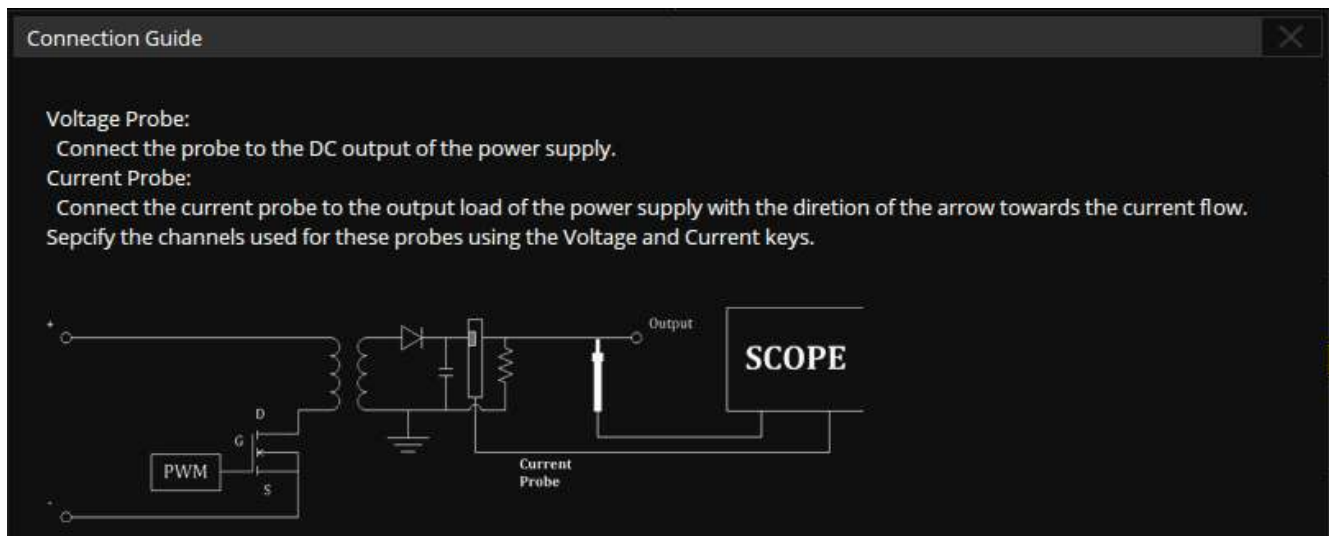 Connection Guide
Voltage Probe:
Connect the probe to the DC output of the power supply.
Current Probe:
Connect the current probe to the output load of the power supply with the diretion of the arrow towards the current flow.
Sepcify the channels used for these probes using the Voltage and Current keys.
+
Output
SCOPE
D
G
PWM
S
Current
Probe
-